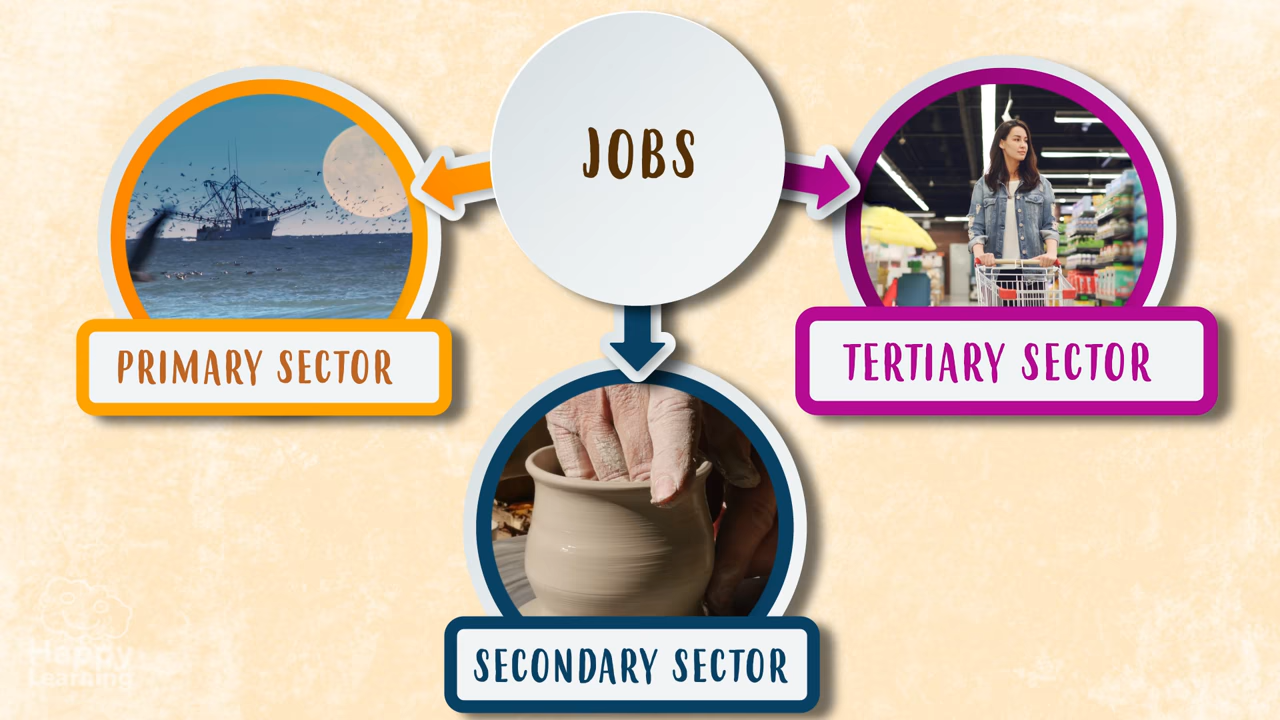 JOBS
PRIMARY SECTOR
TERTIARY SECTOR
SECONDARY SECTOR
Happy
Learning